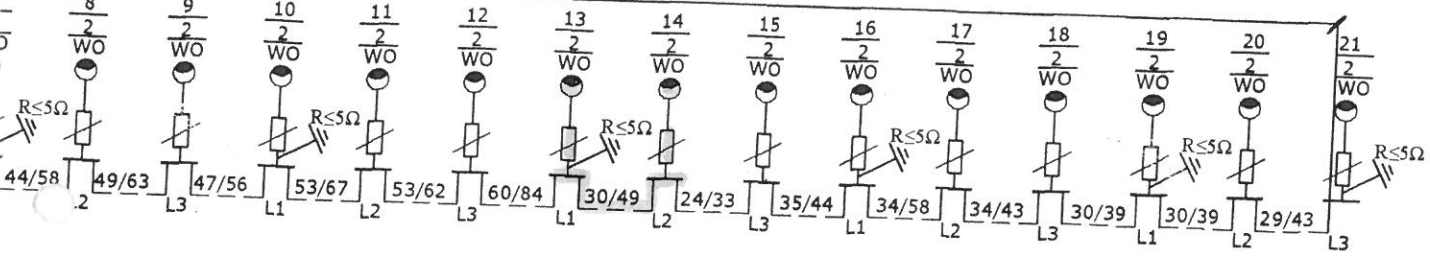 8 9 10 11 12 13 14 15 16 17 18 19 20 21
2 2 2 2 2 2 2 2 2 2 2 2 2 2
WO WO WO WO WO WO WO WO WO WO WO WO WO WO
R≤5Ω R≤5Ω R≤5Ω R≤5Ω R≤5Ω R≤5Ω
44/58 49/63 47/56 53/67 53/62 60/84 30/49 24/33 35/44 34/58 34/43 30/39 30/39 29/43
L3 L1 L2 L3 L1 L2 L3 L1 L2 L3 L1 L2 L3